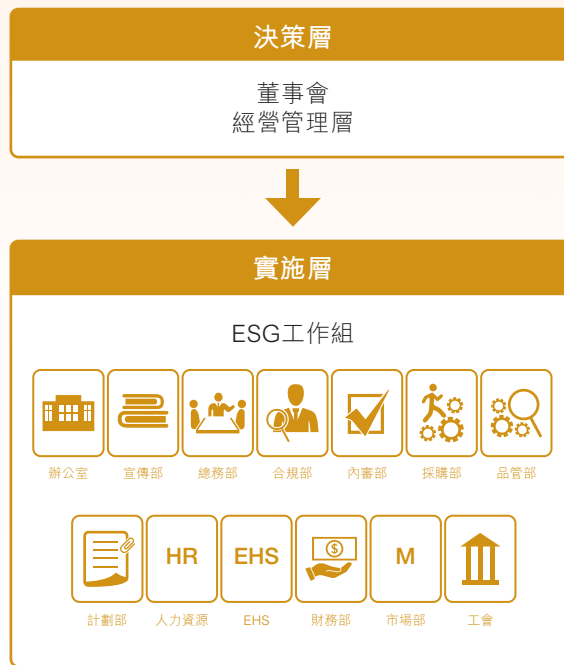 決策層
董事會
經營管理層
實施層
ESG工作組
辦公室 宣傳部 總務部 合規部 內審部 採購部 品管部
HR EHS $ M
計劃部 人力資源 EHS 財務部 市場部 工會